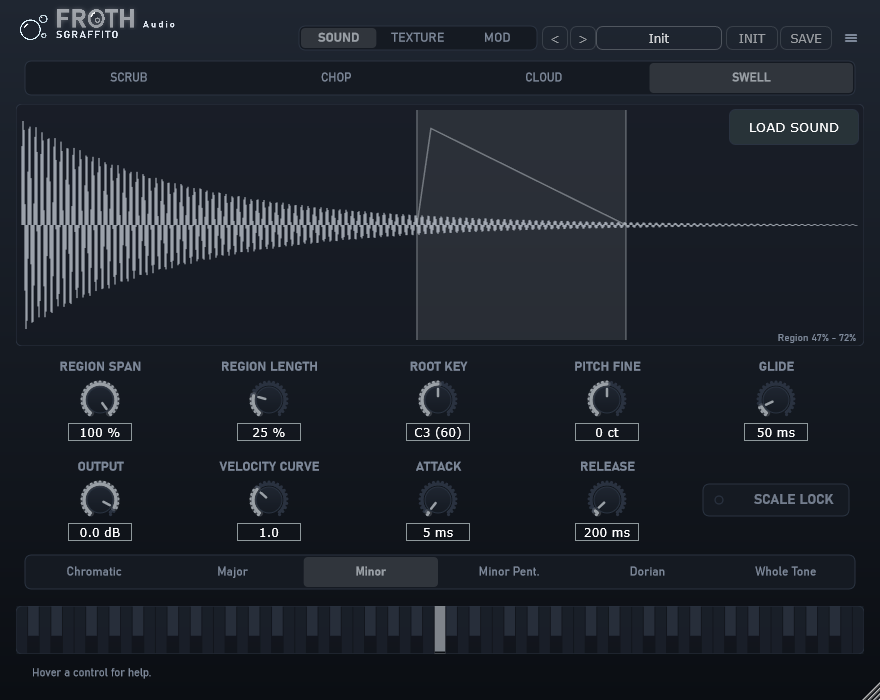 FROTH Audio
SGRAFFITO
SOUND TEXTURE MOD < > Init INIT SAVE
SCRUB CHOP CLOUD SWELL
LOAD SOUND
Region 47% - 72%
REGION SPAN REGION LENGTH ROOT KEY PITCH FINE GLIDE
100 % 25 % C3 (60) 0 ct 50 ms
OUTPUT VELOCITY CURVE ATTACK RELEASE
SCALE LOCK
0.0 dB 1.0 5 ms 200 ms
Chromatic Major Minor Minor Pent. Dorian Whole Tone
Hover a control for help.